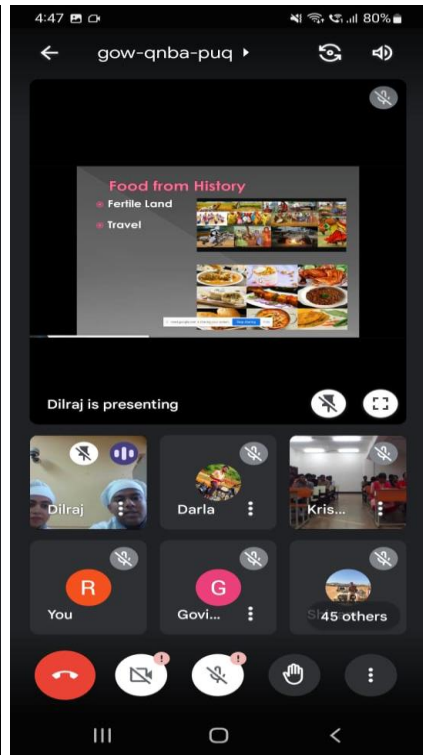 4:47 80%
gow-qnba-puq
Food from History
Fertile Land
Travel
Dilraj is presenting
Dilraj
Darla
Kris...
R
You
G
Govi...
45 others